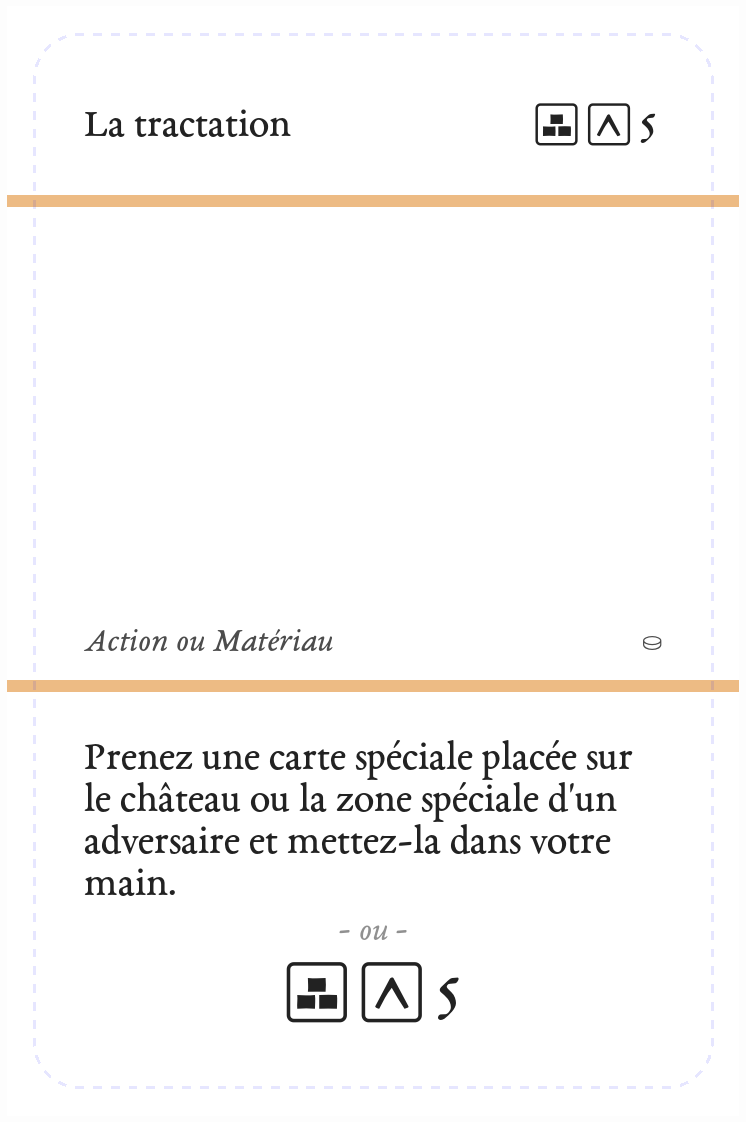 La tractation 5
Action ou Matériau
Prenez une carte spéciale placée sur
le château ou la zone spéciale d'un
adversaire et mettez-la dans votre
main.
- ou -
5